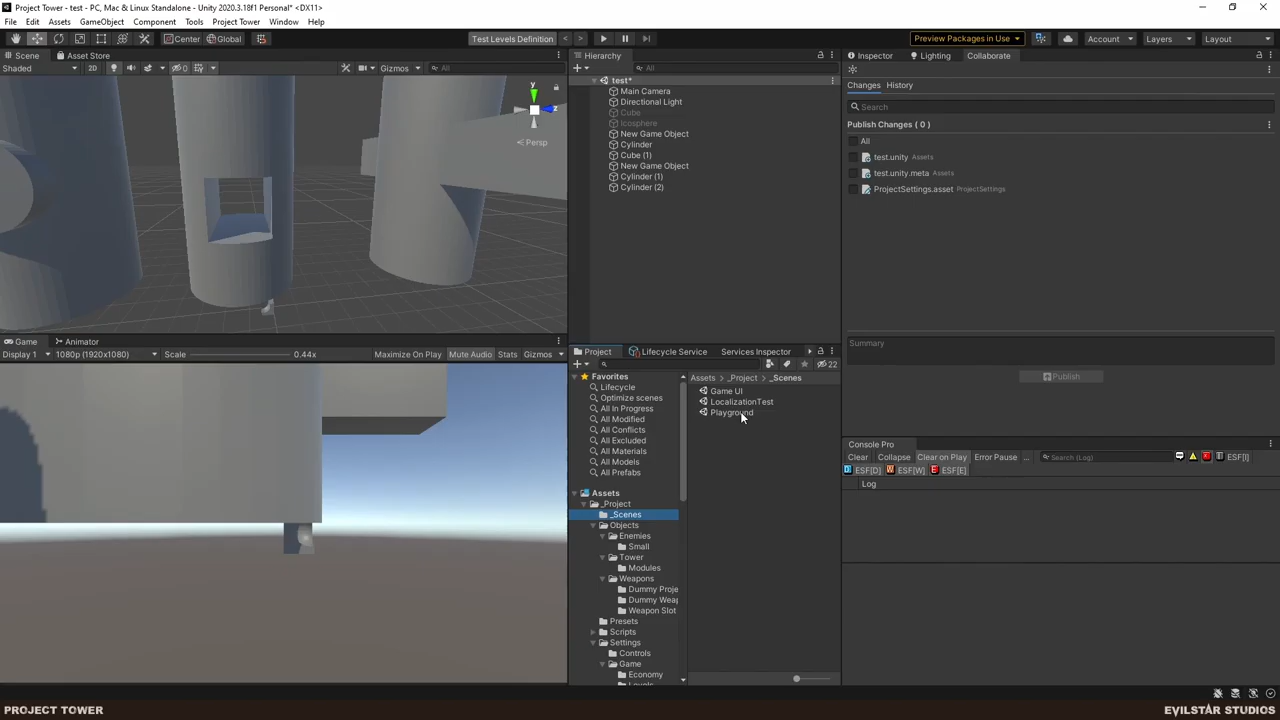 Project Tower - test - PC, Mac & Linux Standalone - Unity 2020.3.18f1 Personal* <DX11>
File Edit Assets GameObject Component Tools Project Tower Window Help
Center Global Test Levels Definition Preview Packages in Use Account Layers Layout
Scene Asset Store
Shaded 2D 0 Gizmos All
y
z
Persp
Hierarchy
All
test*
Main Camera
Directional Light
Cube
Icosphere
New Game Object
Cylinder
Cube (1)
New Game Object
Cylinder (1)
Cylinder (2)
Inspector Lighting Collaborate
Changes History
Search
Publish Changes ( 0 )
All
test.unity Assets
test.unity.meta Assets
ProjectSettings.asset ProjectSettings
Summary
Publish
Game Animator
Display 1 1080p (1920x1080) Scale 0.44x Maximize On Play Mute Audio Stats Gizmos
Project Lifecycle Service Services Inspector
22
Favorites
Lifecycle
Optimize scenes
All In Progress
All Modified
All Conflicts
All Excluded
All Materials
All Models
All Prefabs
Assets
_Project
_Scenes
Objects
Enemies
Small
Tower
Modules
Weapons
Dummy Proje
Dummy Weap
Weapon Slot
Presets
Scripts
Settings
Controls
Game
Economy
Assets > _Project > _Scenes
Game UI
LocalizationTest
Playground
Console Pro
Clear Collapse Clear on Play Error Pause Search (Log) ESF[I]
ESF[D] ESF[W] ESF[E]
Log
PROJECT TOWER
EVILSTAR STUDIOS